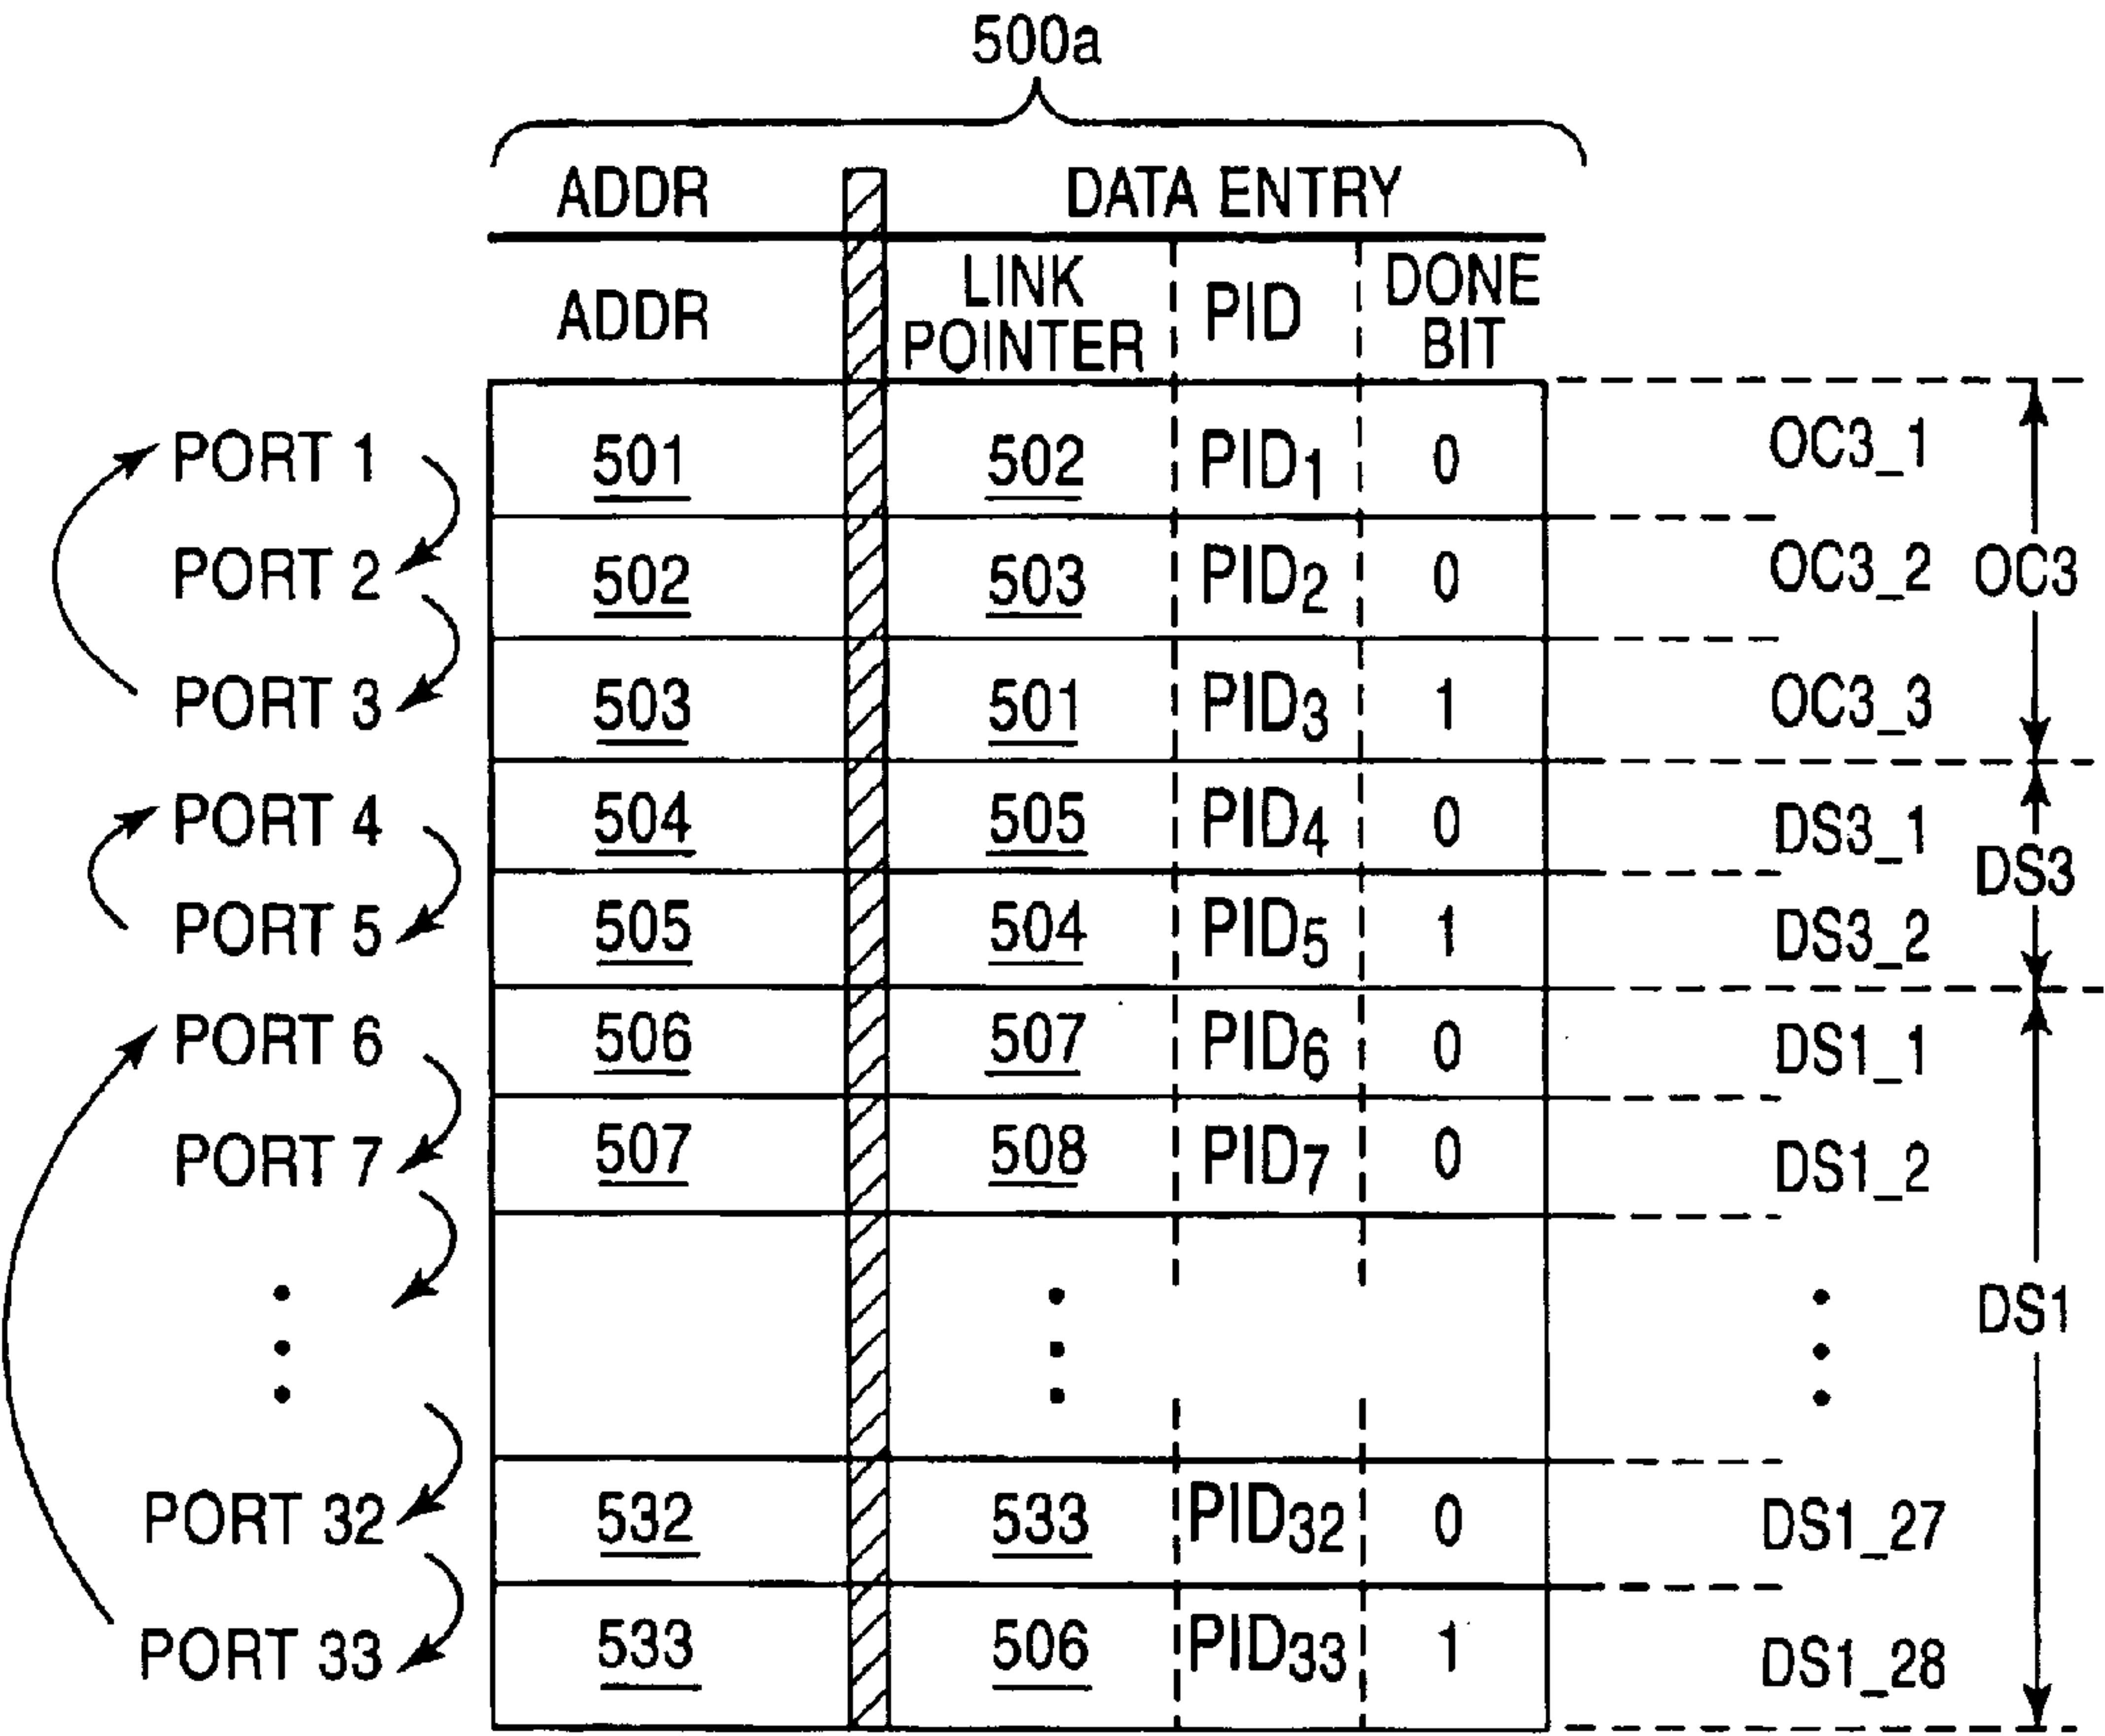 500a
ADDR DATA ENTRY
ADDR LINK POINTER PID DONE BIT
PORT 1 501 502 PID1 0 OC3_1
PORT 2 502 503 PID2 0 OC3_2 OC3
PORT 3 503 501 PID3 1 OC3_3
PORT 4 504 505 PID4 0 DS3_1
DS3
PORT 5 505 504 PID5 1 DS3_2
PORT 6 506 507 PID6 0 DS1_1
PORT 7 507 508 PID7 0 DS1_2
DS1
PORT 32 532 533 PID32 0 DS1_27
PORT 33 533 506 PID33 1 DS1_28